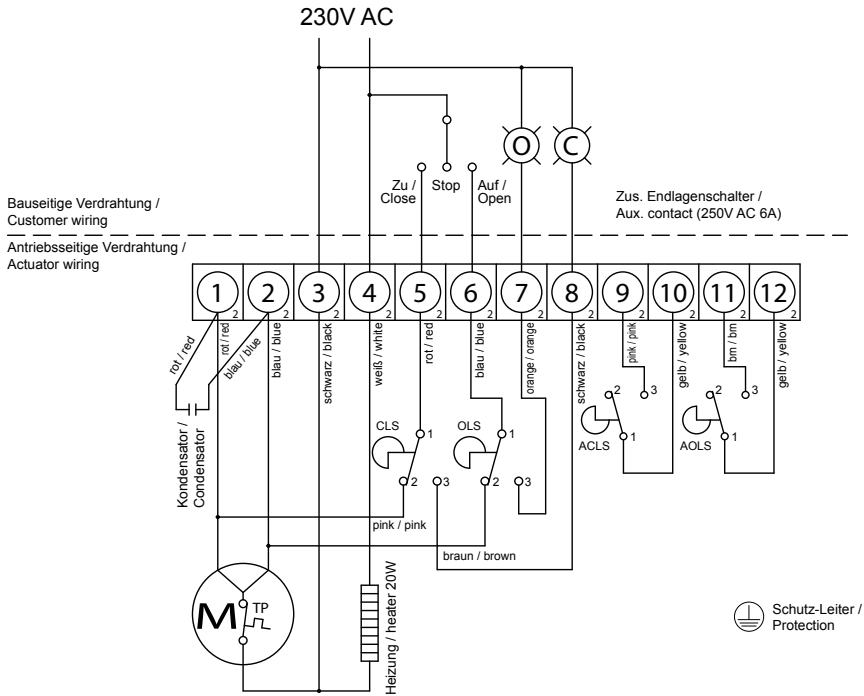 230V AC
O
C
Zu /
Close
Stop
Auf /
Open
Bauseitige Verdrahtung /
Customer wiring
Zus. Endlagenschalter /
Aux. contact (250V AC 6A)
Antriebsseitige Verdrahtung /
Actuator wiring
1 2 3 4 5 6 7 8 9 10 11 12
2 2 2 2 2 2 2 2 2 2 2 2
rot / red
rot / red
blau / blue
blau / blue
schwarz / black
weiß / white
rot / red
blau / blue
orange / orange
schwarz / black
pink / pink
gelb / yellow
brn / brn
gelb / yellow
Kondensator /
Condensator
CLS
1
2
3
OLS
1
2
3
2
3
ACLS
1
2
3
AOLS
1
pink / pink
braun / brown
M
TP
Heizung / heater 20W
Schutz-Leiter /
Protection